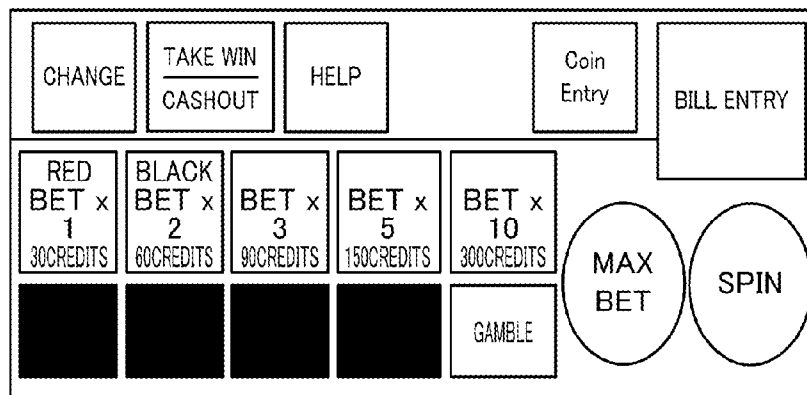 CHANGE
TAKE WIN
CASHOUT
HELP
Coin
Entry
BILL ENTRY
RED
BET x
1
30CREDITS
BLACK
BET x
2
60CREDITS
BET x
3
90CREDITS
BET x
5
150CREDITS
BET x
10
300CREDITS
MAX
BET
SPIN
GAMBLE